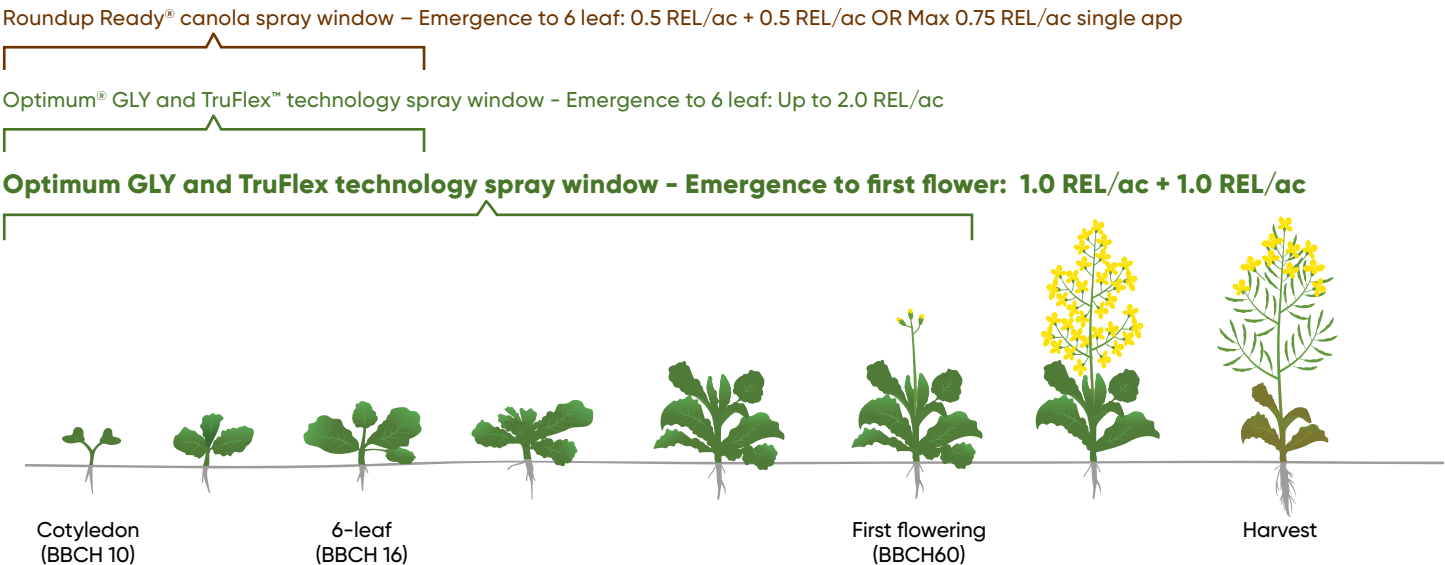 Roundup Ready® canola spray window – Emergence to 6 leaf: 0.5 REL/ac + 0.5 REL/ac OR Max 0.75 REL/ac single app
Optimum® GLY and TruFlex™ technology spray window - Emergence to 6 leaf: Up to 2.0 REL/ac
Optimum GLY and TruFlex technology spray window - Emergence to first flower: 1.0 REL/ac + 1.0 REL/ac
Cotyledon
(BBCH 10)
6-leaf
(BBCH 16)
First flowering
(BBCH60)
Harvest